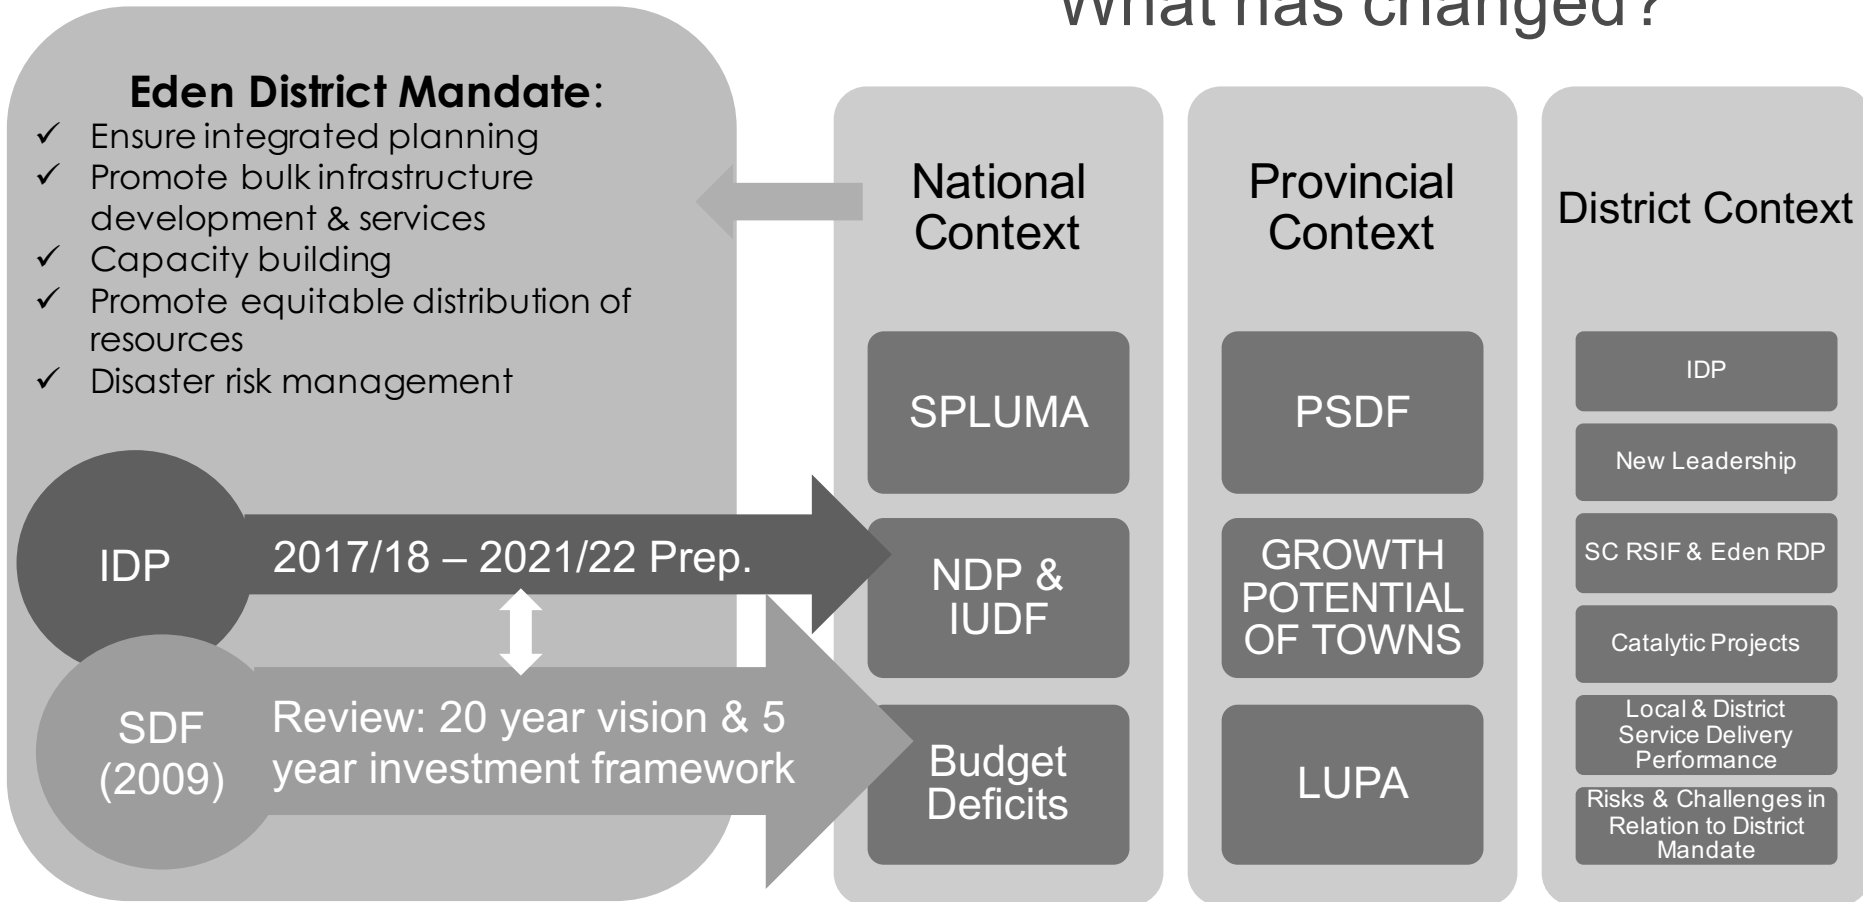 What has changed?
Eden District Mandate:
✓ Ensure integrated planning
✓ Promote bulk infrastructure
development & services
✓ Capacity building
✓ Promote equitable distribution of
resources
✓ Disaster risk management
IDP
2017/18 – 2021/22 Prep.
SDF
(2009)
Review: 20 year vision & 5
year investment framework
National
Context
SPLUMA
NDP &
IUDF
Budget
Deficits
Provincial
Context
PSDF
GROWTH
POTENTIAL
OF TOWNS
LUPA
District Context
IDP
New Leadership
SC RSIF & Eden RDP
Catalytic Projects
Local & District
Service Delivery
Performance
Risks & Challenges in
Relation to District
Mandate